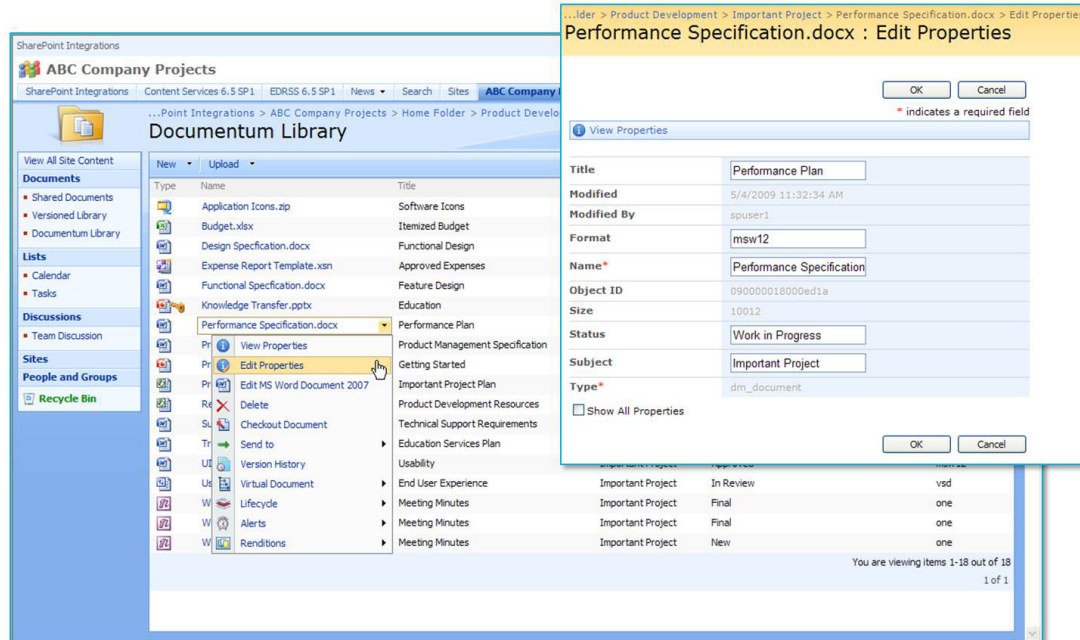 SharePoint Integrations
ABC Company Projects
SharePoint Integrations Content Services 6.5 SP1 EDRSS 6.5 SP1 News Search Sites ABC Company
...Point Integrations > ABC Company Projects > Home Folder > Product Develo
Documentum Library
View All Site Content
Documents
Shared Documents
Versioned Library
Documentum Library
Lists
Calendar
Tasks
Discussions
Team Discussion
Sites
People and Groups
Recycle Bin
New Upload
Type Name Title
Application Icons.zip Software Icons
Budget.xlsx Itemized Budget
Design Specfication.docx Functional Design
Expense Report Template.xsn Approved Expenses
Functional Specfication.docx Feature Design
Knowledge Transfer.pptx Education
Performance Specification.docx Performance Plan
Pr View Properties Product Management Specification
Pr Edit Properties Getting Started
Pr Edit MS Word Document 2007 Important Project Plan
Re Delete Product Development Resources
Su Checkout Document Technical Support Requirements
Tr Send to Education Services Plan
UI Version History Usability
Us Virtual Document End User Experience Important Project In Review vsd
W Lifecycle Meeting Minutes Important Project Final one
W Alerts Meeting Minutes Important Project Final one
W Renditions Meeting Minutes Important Project New one
You are viewing items 1-18 out of 18
1 of 1
...lder > Product Development > Important Project > Performance Specification.docx > Edit Properties
Performance Specification.docx : Edit Properties
OK Cancel
* indicates a required field
View Properties
Title Performance Plan
Modified 5/4/2009 11:32:34 AM
Modified By spuser1
Format msw12
Name* Performance Specification
Object ID 090000018000ed1a
Size 10012
Status Work in Progress
Subject Important Project
Type* dm_document
Show All Properties
OK Cancel